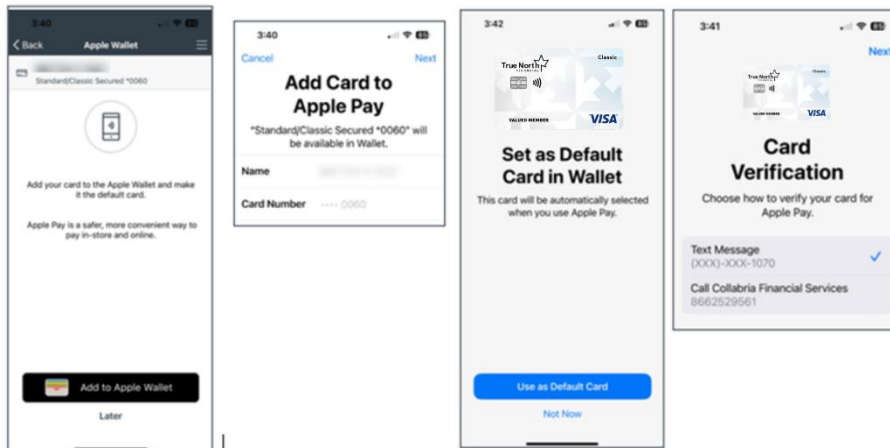 3:40
Back
Apple Wallet
Standard/Classic Secured *0060
Add your card to the Apple Wallet and make
it the default card.
Apple Pay is a safer, more convenient way to
pay in-store and online.
Add to Apple Wallet
Later
3:40
85
Cancel
Next
Add Card to
Apple Pay
"Standard/Classic Secured *0060" will
be available in Wallet.
Name
Card Number
···· 0060
3:42
85
True North
FINANCIAL
Classic
VALUED MEMBER
VISA
Set as Default
Card in Wallet
This card will be automatically selected
when you use Apple Pay.
Use as Default Card
Not Now
3:41
85
Next
True North
Classic
VALUED MEMBER
VISA
Card
Verification
Choose how to verify your card for
Apple Pay.
Text Message
(XXX)-XXX-1070
Call Collabria Financial Services
8662529561